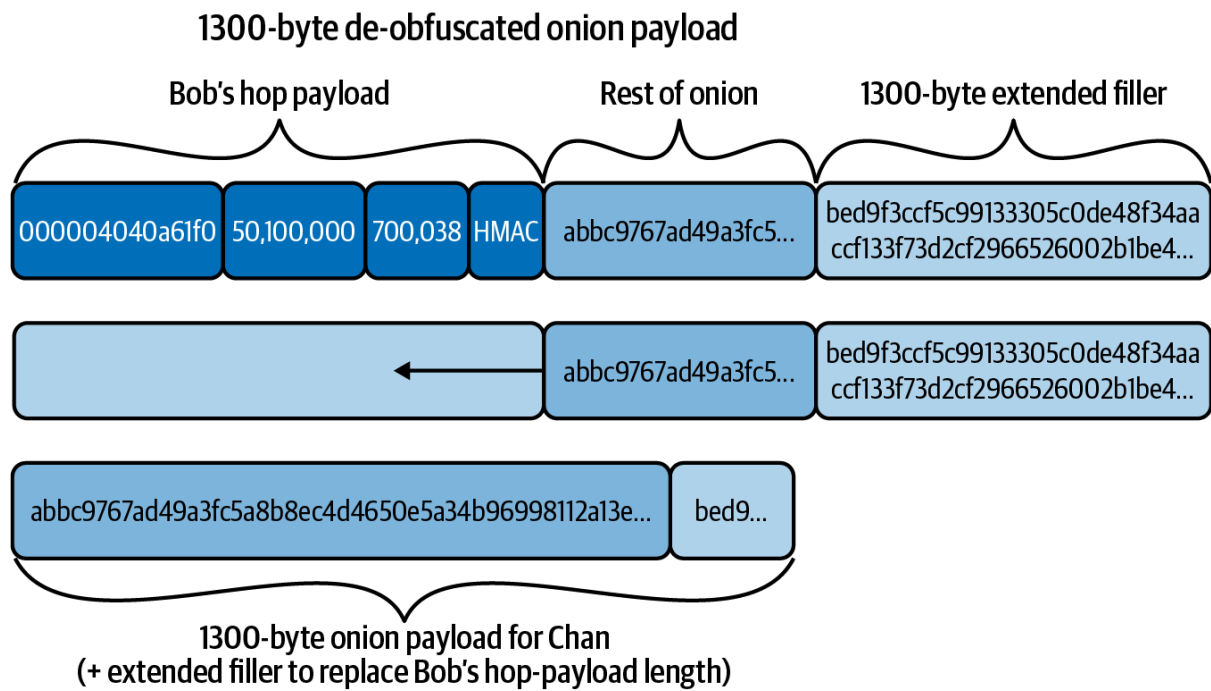 1300-byte de-obfuscated onion payload
Bob's hop payload
Rest of onion
1300-byte extended filler
000004040a61f0
50,100,000
700,038
HMAC
abbc9767ad49a3fc5...
bed9f3ccf5c99133305c0de48f34aa
ccf133f73d2cf2966526002b1be4...
abbc9767ad49a3fc5...
bed9f3ccf5c99133305c0de48f34aa
ccf133f73d2cf2966526002b1be4...
abbc9767ad49a3fc5a8b8ec4d4650e5a34b96998112a13e...
bed9...
1300-byte onion payload for Chan
(+ extended filler to replace Bob's hop-payload length)